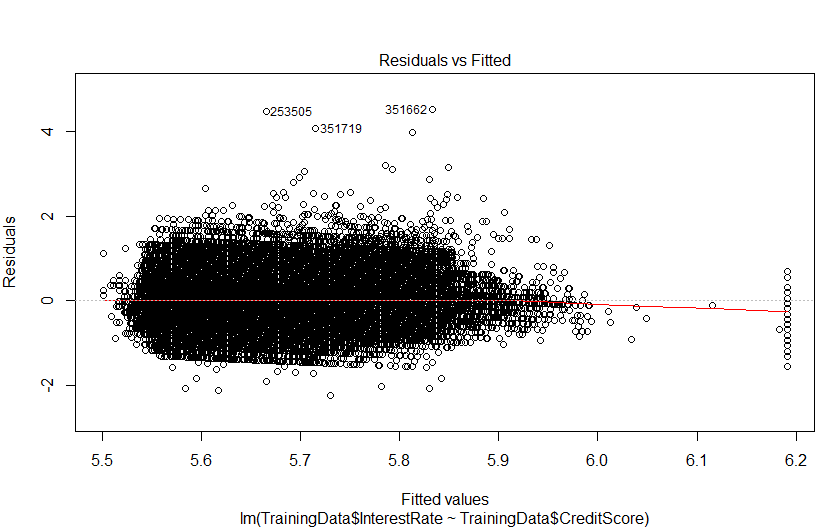 Residuals vs Fitted
Residuals
4
2
0
-2
253505
351719
351662
5.5 5.6 5.7 5.8 5.9 6.0 6.1 6.2
Fitted values
lm(TrainingData$InterestRate ~ TrainingData$CreditScore)